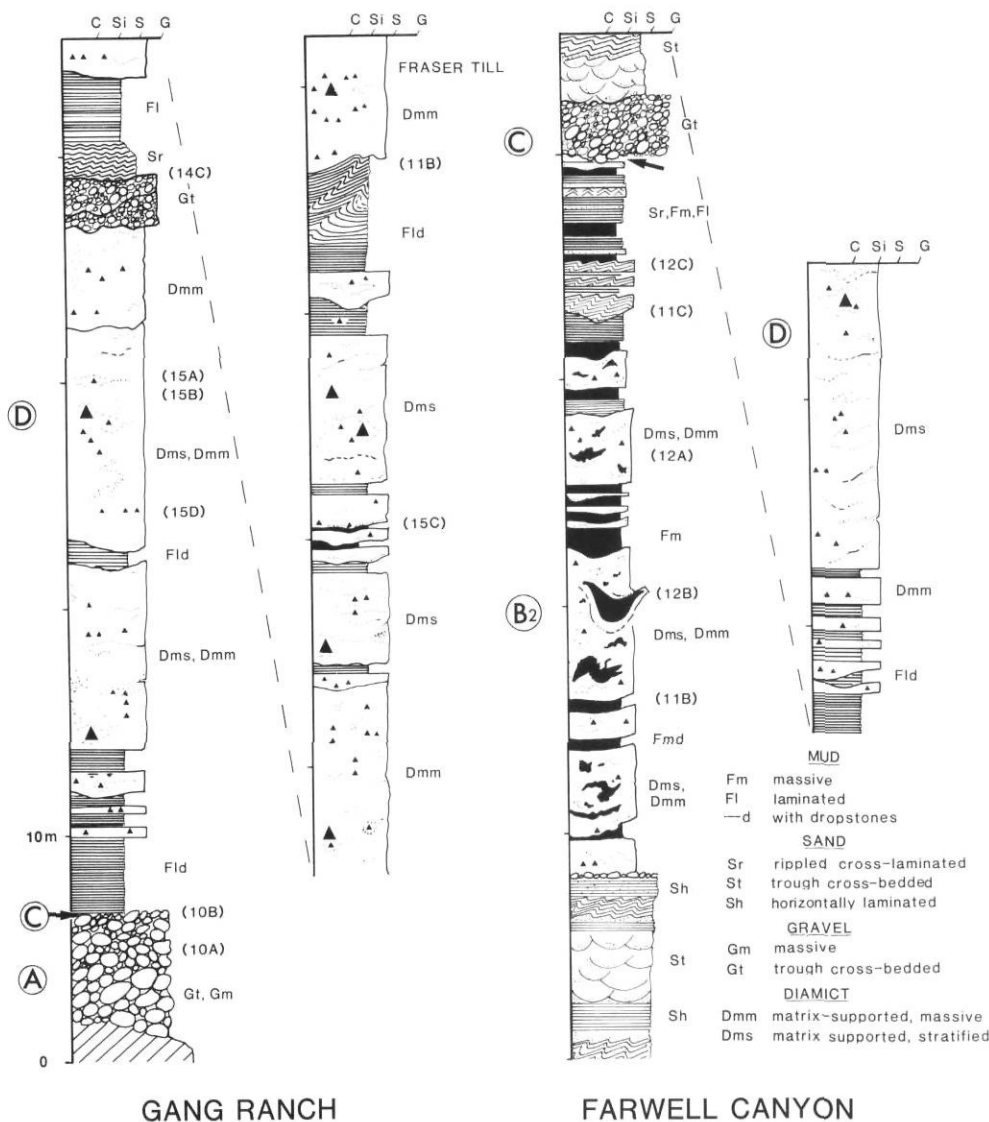 C Si S G
Fl
Sr
(14C)
Gt
Dmm
(15A)
(15B)
D
Dms, Dmm
(15D)
Fld
Dms, Dmm
10m
Fld
C
(10B)
(10A)
A
Gt, Gm
0
C Si S G
FRASER TILL
Dmm
(11B)
Fld
Dms
(15C)
Dms
Dmm
GANG RANCH
C Si S G
St
Gt
C
Sr, Fm, Fl
(12C)
(11C)
Dms, Dmm
(12A)
Fm
(12B)
B2
Dms, Dmm
(11B)
Fmd
Dms,
Dmm
Sh
St
Sh
C Si S G
D
Dms
Dmm
Fld
MUD
Fm massive
Fl laminated
—d with dropstones
SAND
Sr rippled cross-laminated
St trough cross-bedded
Sh horizontally laminated
GRAVEL
Gm massive
Gt trough cross-bedded
DIAMICT
Dmm matrix-supported, massive
Dms matrix supported, stratified
FARWELL CANYON